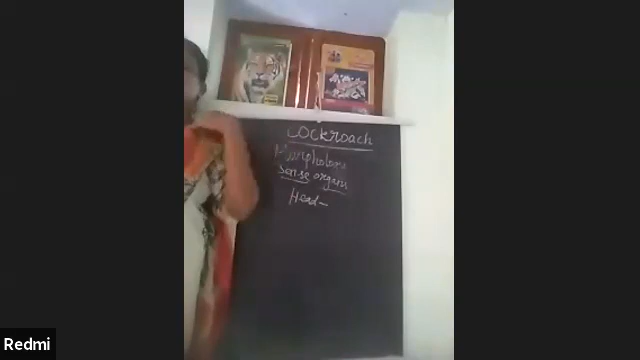 COCKROACH
Morphology
Sense organs
Head-
Redmi